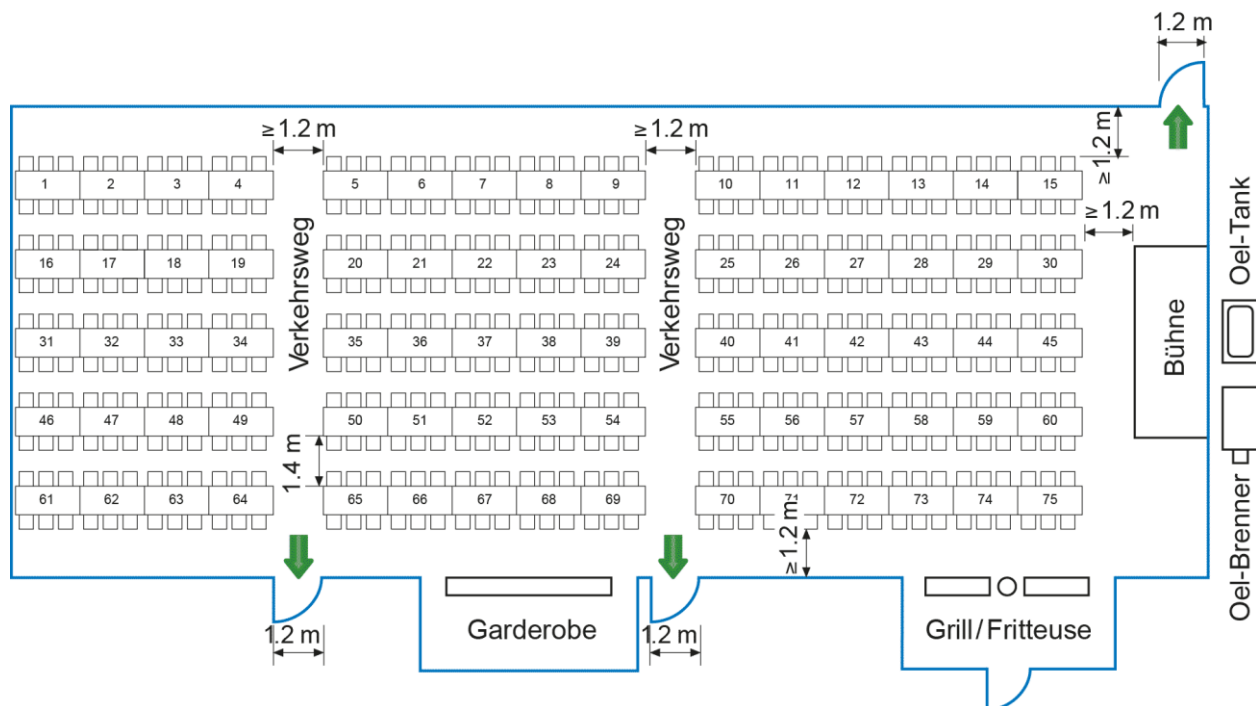 1.2 m
≥ 1.2 m
≥ 1.2 m
≥ 1.2 m
1 2 3 4 5 6 7 8 9 10 11 12 13 14 15
≥ 1.2 m
Oel-Tank
16 17 18 19 20 21 22 23 24 25 26 27 28 29 30
Verkehrsweg
Verkehrsweg
31 32 33 34 35 36 37 38 39 40 41 42 43 44 45
Bühne
46 47 48 49 50 51 52 53 54 55 56 57 58 59 60
1.4 m
61 62 63 64 65 66 67 68 69 70 71 72 73 74 75
≥ 1.2 m
Oel-Brenner
1.2 m
Garderobe
1.2 m
Grill/Fritteuse